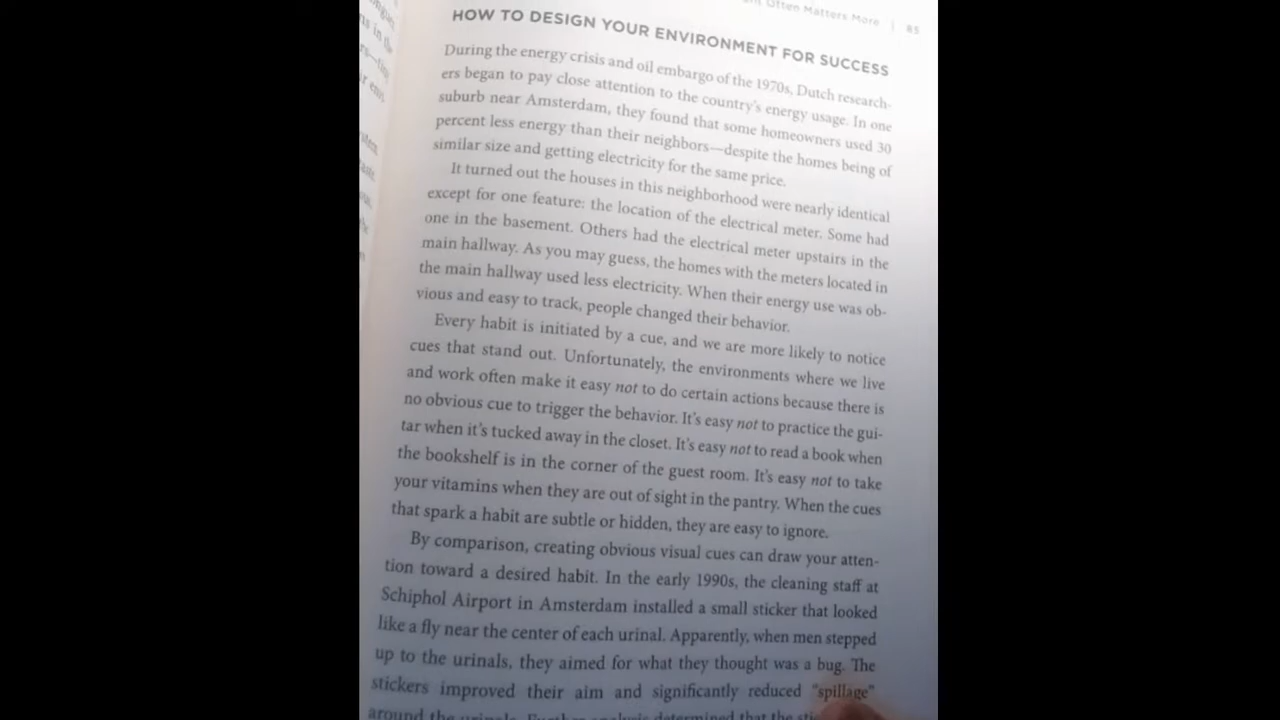 Often Matters More | 85
HOW TO DESIGN YOUR ENVIRONMENT FOR SUCCESS
During the energy crisis and oil embargo of the 1970s, Dutch research-
ers began to pay close attention to the country's energy usage. In one
suburb near Amsterdam, they found that some homeowners used 30
percent less energy than their neighbors—despite the homes being of
similar size and getting electricity for the same price.
It turned out the houses in this neighborhood were nearly identical
except for one feature: the location of the electrical meter. Some had
one in the basement. Others had the electrical meter upstairs in the
main hallway. As you may guess, the homes with the meters located in
the main hallway used less electricity. When their energy use was ob-
vious and easy to track, people changed their behavior.
Every habit is initiated by a cue, and we are more likely to notice
cues that stand out. Unfortunately, the environments where we live
and work often make it easy not to do certain actions because there is
no obvious cue to trigger the behavior. It's easy not to practice the gui-
tar when it's tucked away in the closet. It's easy not to read a book when
the bookshelf is in the corner of the guest room. It's easy not to take
your vitamins when they are out of sight in the pantry. When the cues
that spark a habit are subtle or hidden, they are easy to ignore.
By comparison, creating obvious visual cues can draw your atten-
tion toward a desired habit. In the early 1990s, the cleaning staff at
Schiphol Airport in Amsterdam installed a small sticker that looked
like a fly near the center of each urinal. Apparently, when men stepped
up to the urinals, they aimed for what they thought was a bug. The
stickers improved their aim and significantly reduced "spillage"
around the urinals. Further analysis determined that the